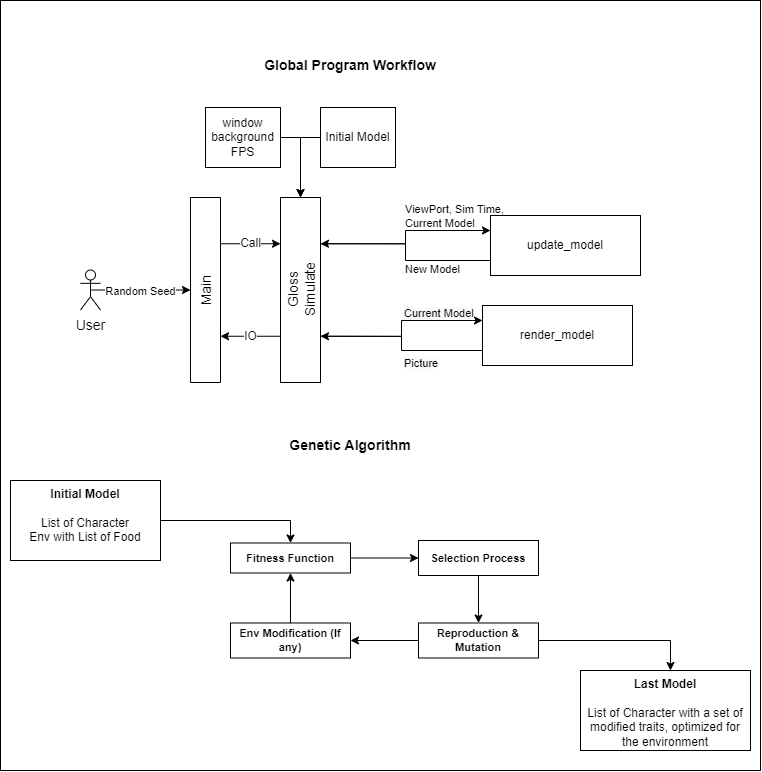 Global Program Workflow
window
background
FPS
Initial Model
ViewPort, Sim Time,
Current Model
update_model
New Model
Call
Random Seed
Main
Gloss
Simulate
User
Current Model
IO
render_model
Picture
Genetic Algorithm
Initial Model
List of Character
Env with List of Food
Fitness Function
Selection Process
Env Modification (If
any)
Reproduction &
Mutation
Last Model
List of Character with a set of
modified traits, optimized for
the environment